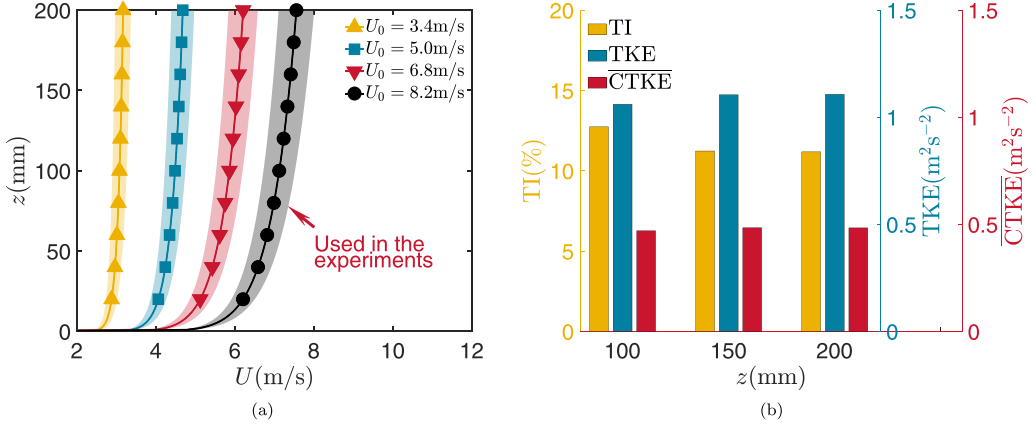 200
150
100
50
0
z(mm)
2
4
6
8
10
12
U(m/s)
U₀ = 3.4m/s
U₀ = 5.0m/s
U₀ = 6.8m/s
U₀ = 8.2m/s
Used in the
experiments
(a)
20
15
10
5
0
TI(%)
TI
TKE
C̅T̅K̅E̅
100
150
200
z(mm)
1.5
1
0.5
0
TKE(m²s⁻²)
1.5
1
0.5
0
C̅T̅K̅E̅(m²s⁻²)
(b)